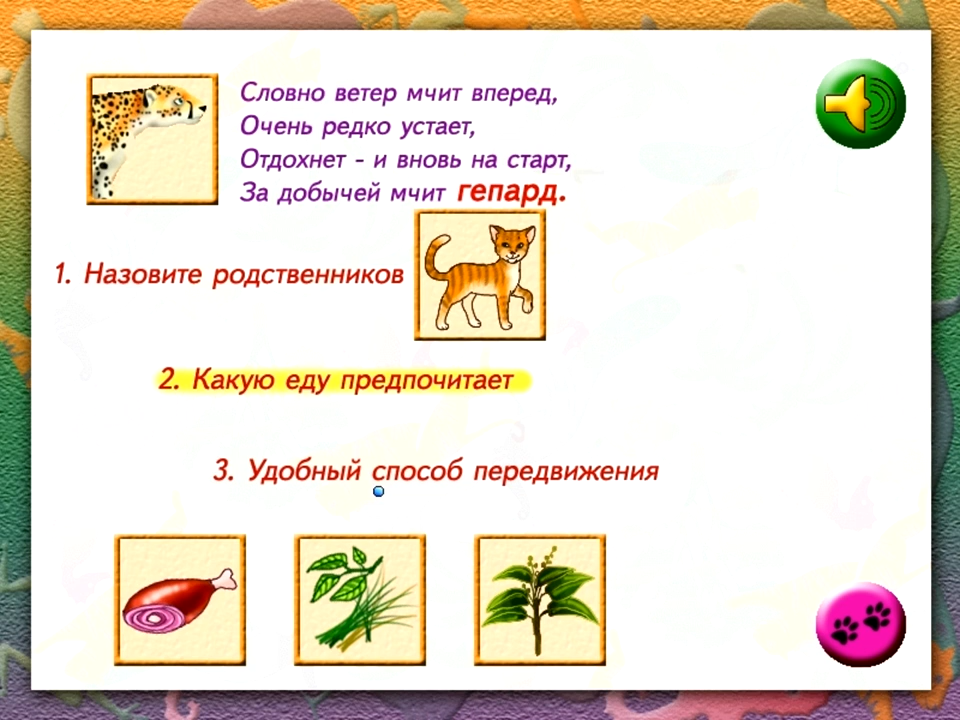 Словно ветер мчит вперед,
Очень редко устает,
Отдохнет - и вновь на старт,
За добычей мчит гепард.
1. Назовите родственников
2. Какую еду предпочитает
3. Удобный способ передвижения